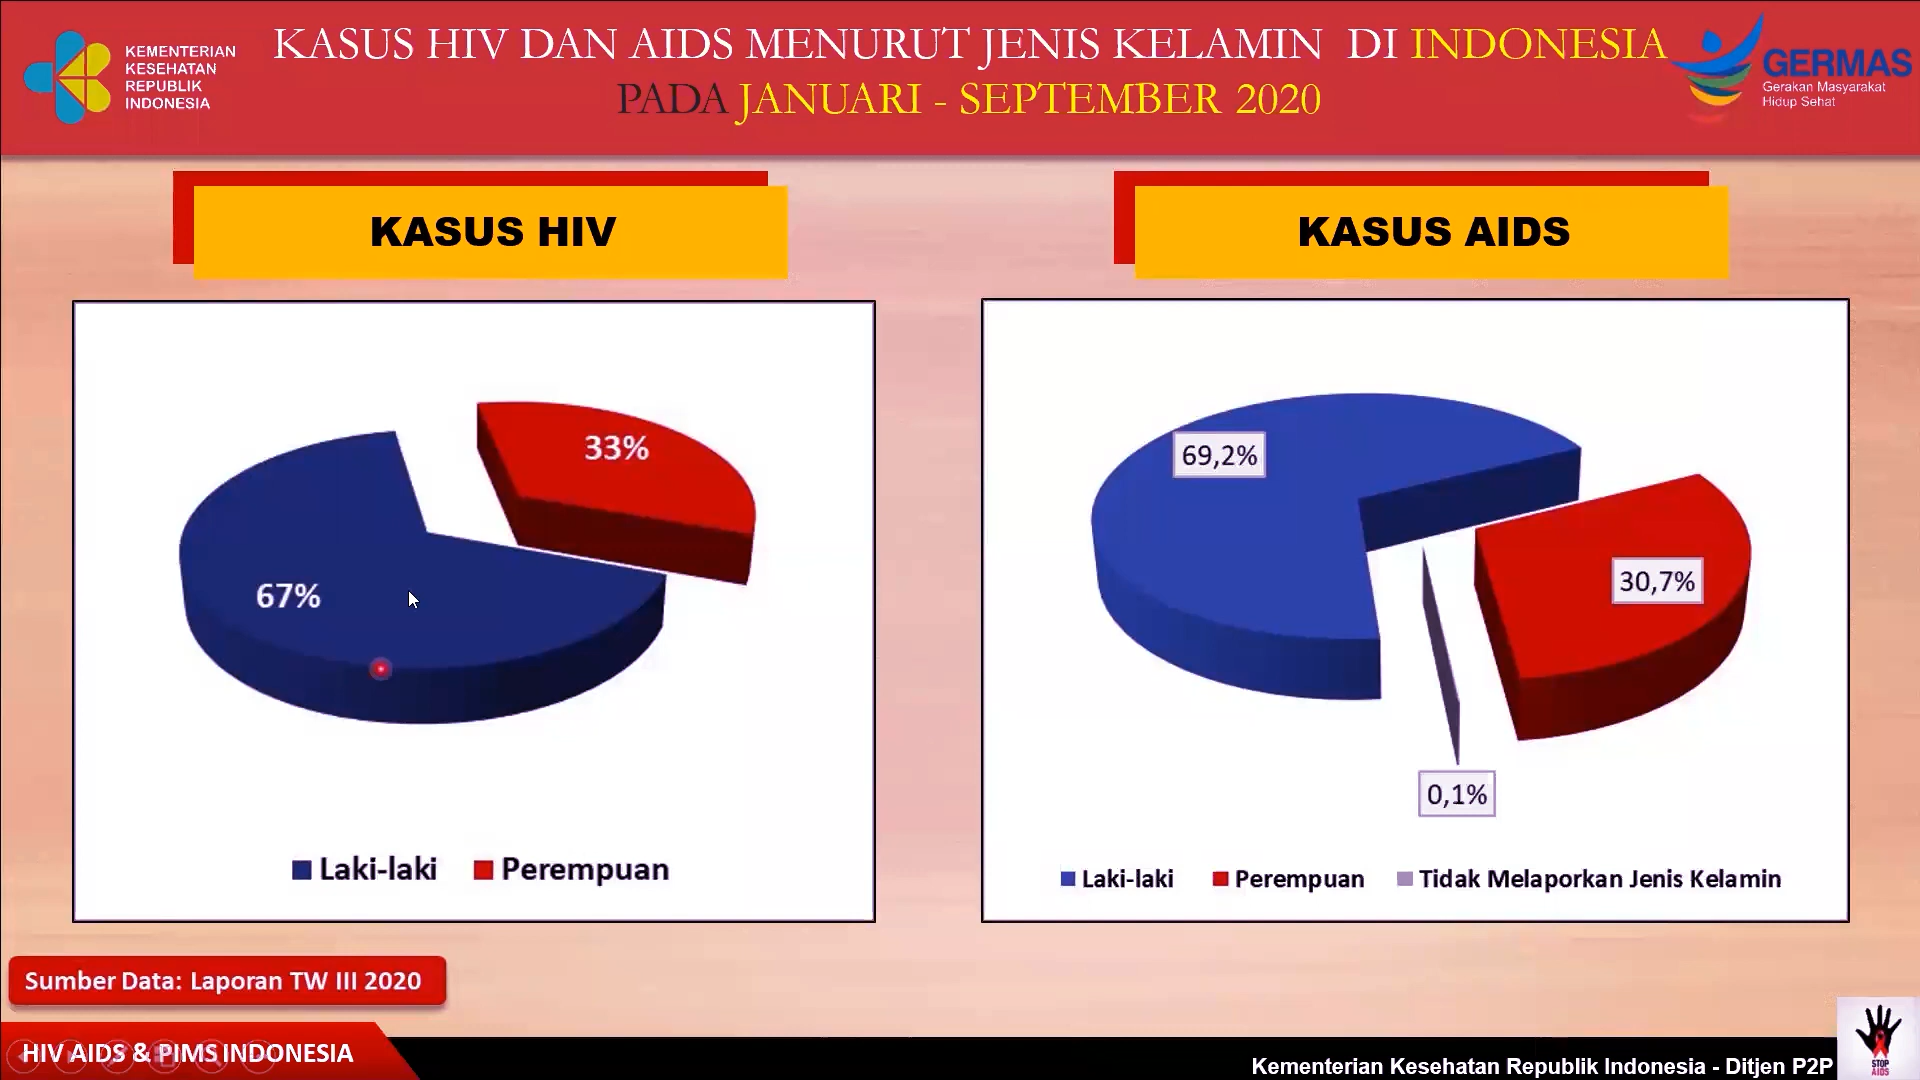 KEMENTERIAN
KESEHATAN
REPUBLIK
INDONESIA
KASUS HIV DAN AIDS MENURUT JENIS KELAMIN DI INDONESIA
PADA JANUARI - SEPTEMBER 2020
GERMAS
Gerakan Masyarakat
Hidup Sehat
KASUS HIV
33%
67%
Laki-laki Perempuan
KASUS AIDS
69,2%
30,7%
0,1%
Laki-laki Perempuan Tidak Melaporkan Jenis Kelamin
Sumber Data: Laporan TW III 2020
HIV AIDS & PIMS INDONESIA
Kementerian Kesehatan Republik Indonesia - Ditjen P2P
STOP
AIDS